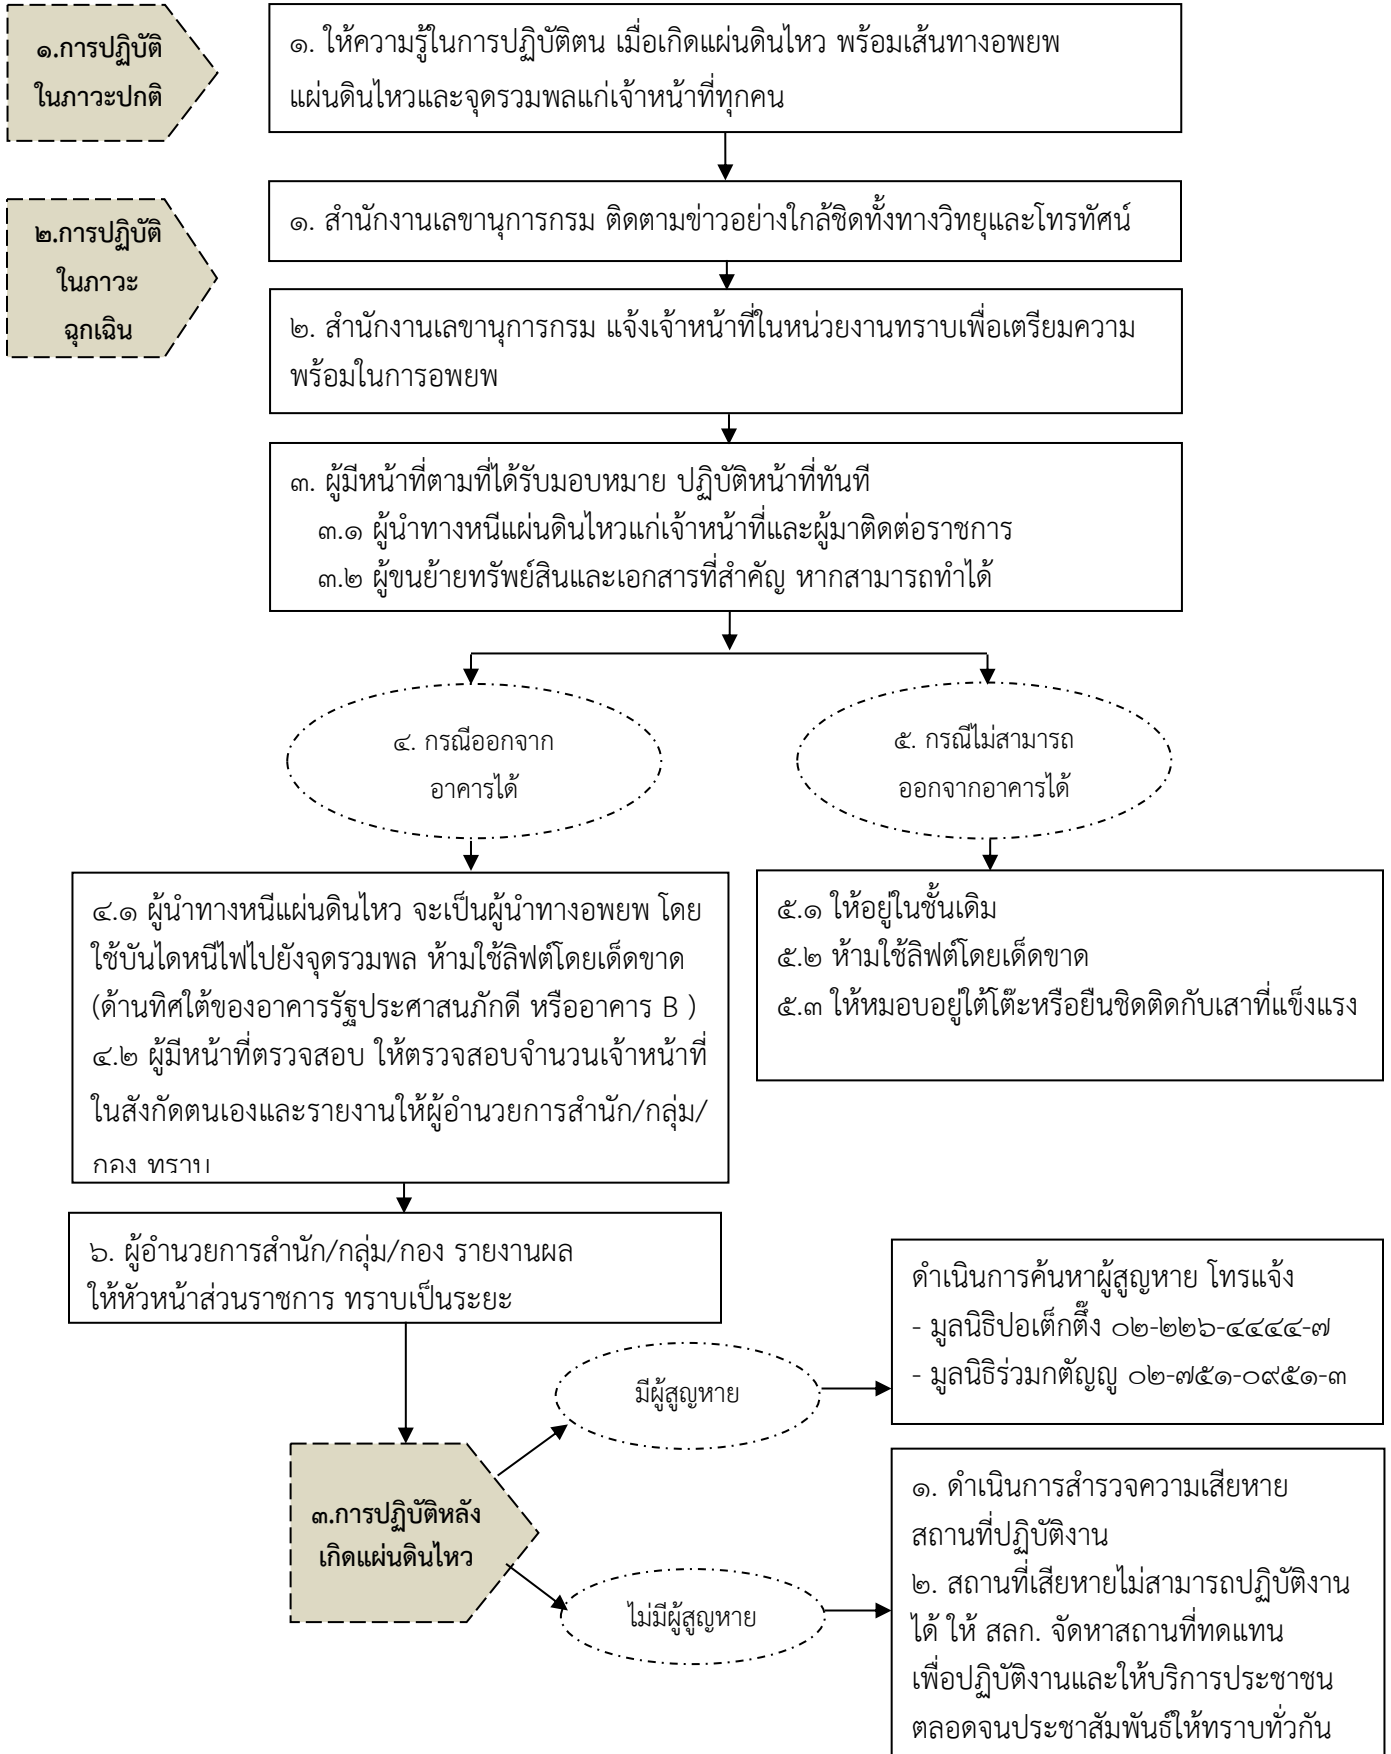 ๑.การปฏิบัติ
ในภาวะปกติ
๑. ให้ความรู้ในการปฏิบัติตน เมื่อเกิดแผ่นดินไหว พร้อมเส้นทางอพยพ
แผ่นดินไหวและจุดรวมพลแก่เจ้าหน้าที่ทุกคน
๒.การปฏิบัติ
ในภาวะ
ฉุกเฉิน
๑. สำนักงานเลขานุการกรม ติดตามข่าวอย่างใกล้ชิดทั้งทางวิทยุและโทรทัศน์
๒. สำนักงานเลขานุการกรม แจ้งเจ้าหน้าที่ในหน่วยงานทราบเพื่อเตรียมความ
พร้อมในการอพยพ
๓. ผู้มีหน้าที่ตามที่ได้รับมอบหมาย ปฏิบัติหน้าที่ทันที
๓.๑ ผู้นำทางหนีแผ่นดินไหวแก่เจ้าหน้าที่และผู้มาติดต่อราชการ
๓.๒ ผู้ขนย้ายทรัพย์สินและเอกสารที่สำคัญ หากสามารถทำได้
๔. กรณีออกจาก
อาคารได้
๕. กรณีไม่สามารถ
ออกจากอาคารได้
๔.๑ ผู้นำทางหนีแผ่นดินไหว จะเป็นผู้นำทางอพยพ โดย
ใช้บันไดหนีไฟไปยังจุดรวมพล ห้ามใช้ลิฟต์โดยเด็ดขาด
(ด้านทิศใต้ของอาคารรัฐประศาสนภักดี หรืออาคาร B )
๔.๒ ผู้มีหน้าที่ตรวจสอบ ให้ตรวจสอบจำนวนเจ้าหน้าที่
ในสังกัดตนเองและรายงานให้ผู้อำนวยการสำนัก/กลุ่ม/
กอง ทราบ
๕.๑ ให้อยู่ในชั้นเดิม
๕.๒ ห้ามใช้ลิฟต์โดยเด็ดขาด
๕.๓ ให้หมอบอยู่ใต้โต๊ะหรือยืนชิดติดกับเสาที่แข็งแรง
๖. ผู้อำนวยการสำนัก/กลุ่ม/กอง รายงานผล
ให้หัวหน้าส่วนราชการ ทราบเป็นระยะ
๓.การปฏิบัติหลัง
เกิดแผ่นดินไหว
มีผู้สูญหาย
ดำเนินการค้นหาผู้สูญหาย โทรแจ้ง
- มูลนิธิปอเต็กตึ๊ง ๐๒-๒๒๖-๔๔๔๔-๗
- มูลนิธิร่วมกตัญญู ๐๒-๗๕๑-๐๙๕๑-๓
ไม่มีผู้สูญหาย
๑. ดำเนินการสำรวจความเสียหาย
สถานที่ปฏิบัติงาน
๒. สถานที่เสียหายไม่สามารถปฏิบัติงาน
ได้ ให้ สลก. จัดหาสถานที่ทดแทน
เพื่อปฏิบัติงานและให้บริการประชาชน
ตลอดจนประชาสัมพันธ์ให้ทราบทั่วกัน